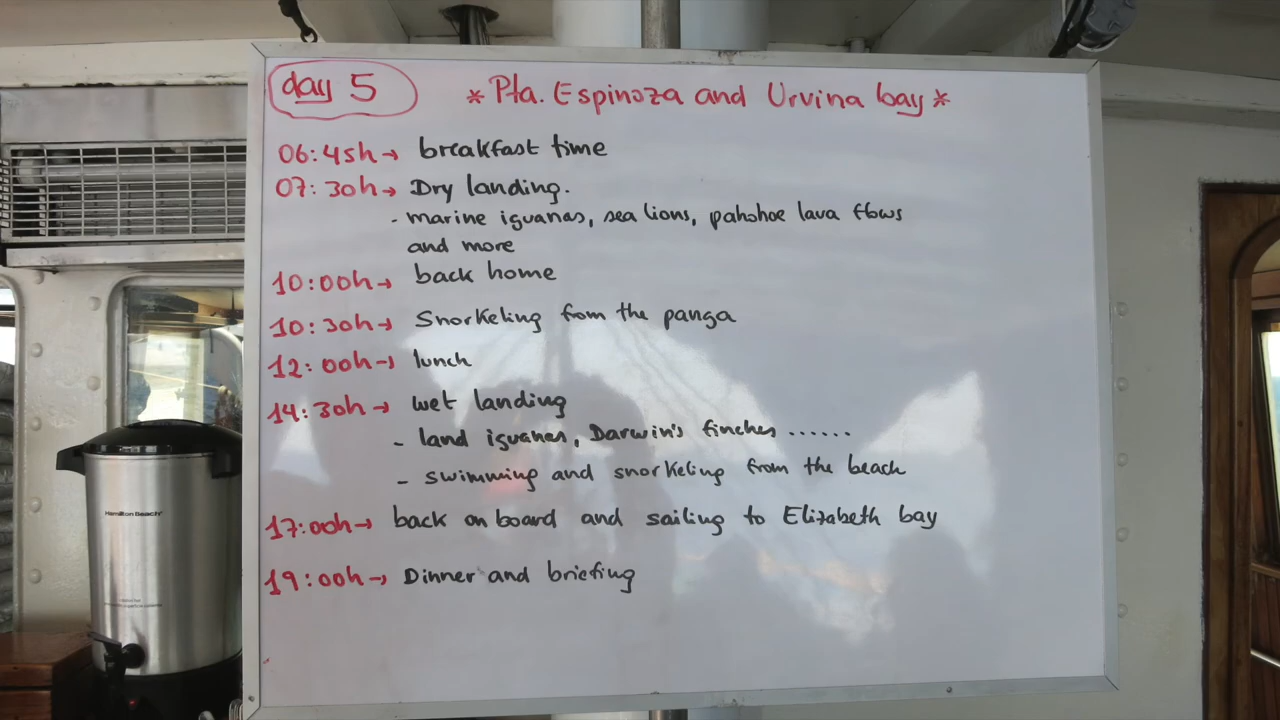 day 5
* Pta. Espinoza and Urvina bay *
06:45h → breakfast time
07:30h → Dry landing.
- marine iguanas, sea lions, pahohoe lava flows
and more
10:00h → back home
10:30h → Snorkeling from the panga
12:00h → lunch
14:30h → wet landing
- land iguanas, Darwin's finches ......
- swimming and snorkeling from the beach
17:00h → back on board and sailing to Elizabeth bay
19:00h → Dinner and briefing
Hamilton Beach